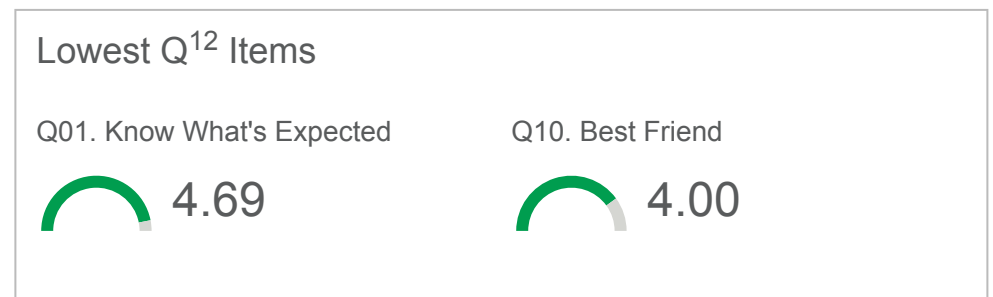 Lowest Q12 Items
Q01. Know What's Expected
Q10. Best Friend
4.69
4.00